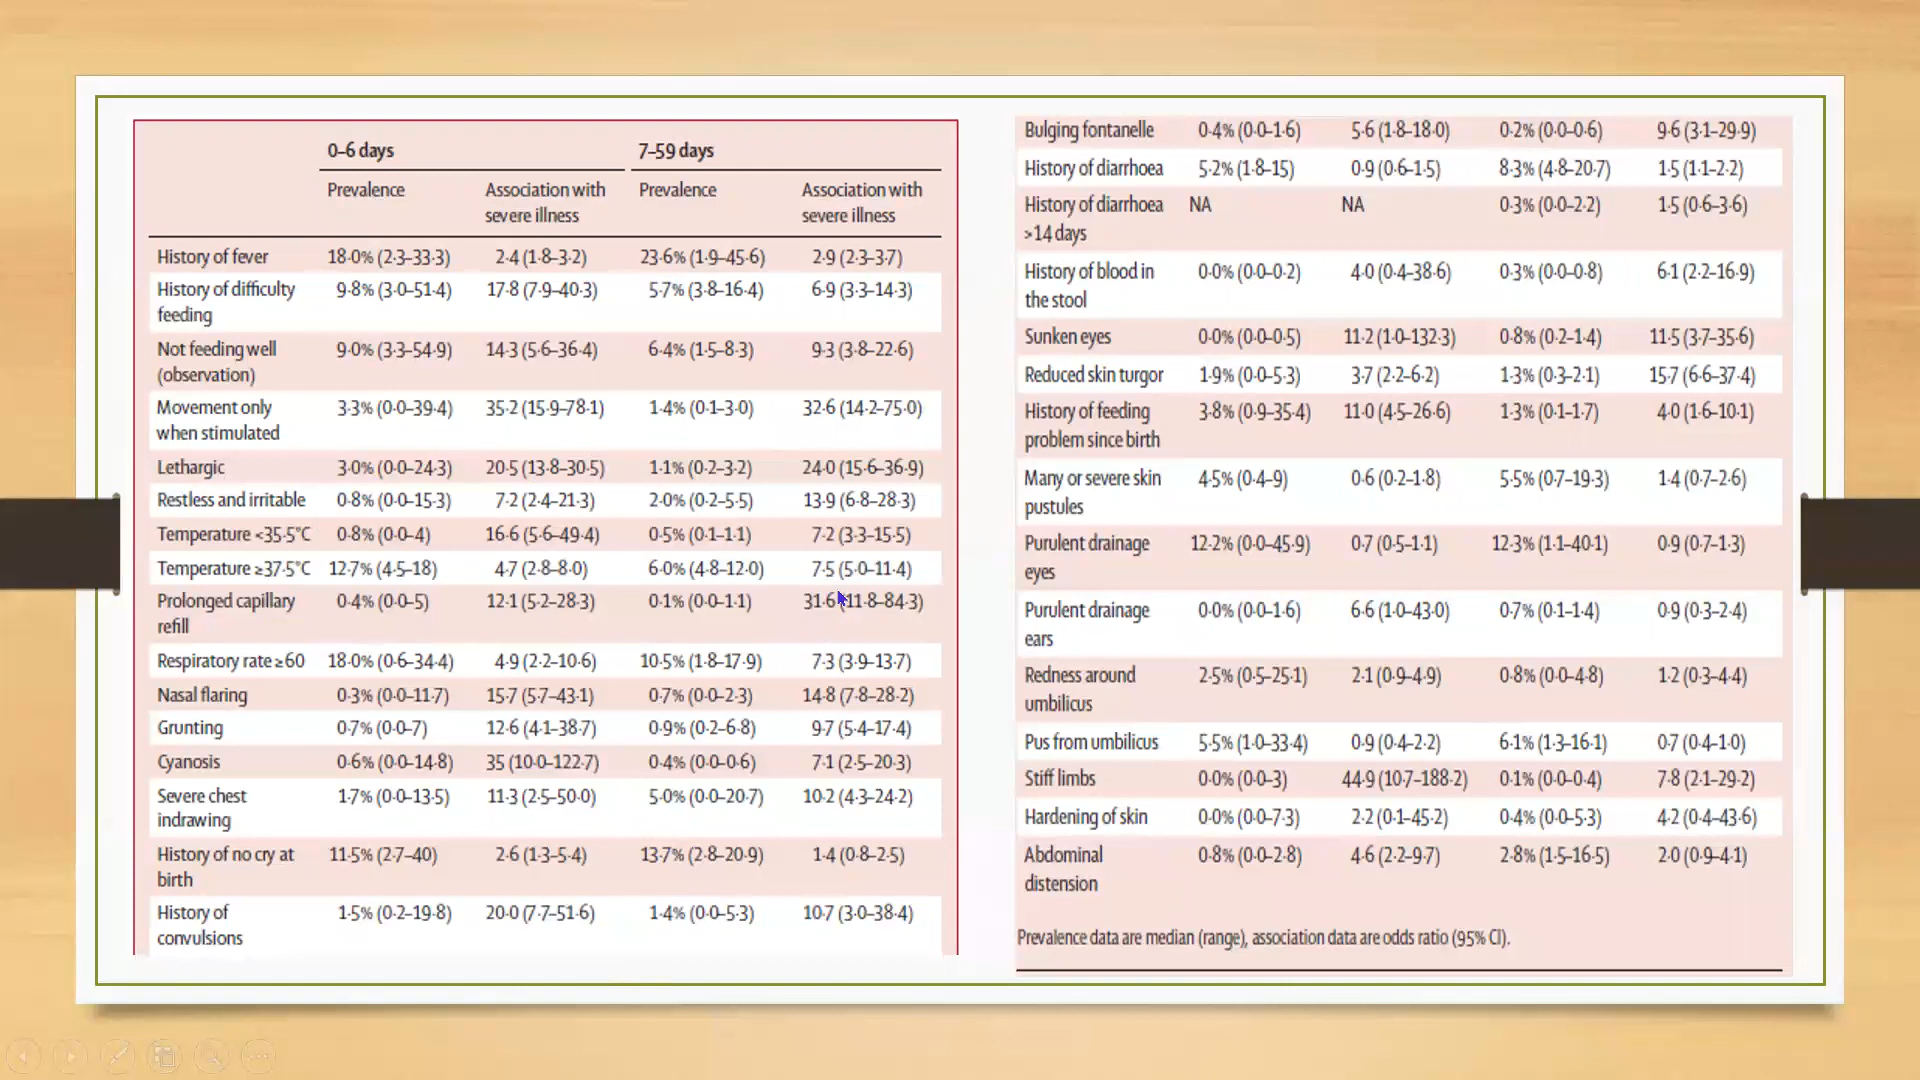 0–6 days 7–59 days
Prevalence Association with severe illness Prevalence Association with severe illness
History of fever 18·0% (2·3–33·3) 2·4 (1·8–3·2) 23·6% (1·9–45·6) 2·9 (2·3–3·7)
History of difficulty feeding 9·8% (3·0–51·4) 17·8 (7·9–40·3) 5·7% (3·8–16·4) 6·9 (3·3–14·3)
Not feeding well (observation) 9·0% (3·3–54·9) 14·3 (5·6–36·4) 6·4% (1·5–8·3) 9·3 (3·8–22·6)
Movement only when stimulated 3·3% (0·0–39·4) 35·2 (15·9–78·1) 1·4% (0·1–3·0) 32·6 (14·2–75·0)
Lethargic 3·0% (0·0–24·3) 20·5 (13·8–30·5) 1·1% (0·2–3·2) 24·0 (15·6–36·9)
Restless and irritable 0·8% (0·0–15·3) 7·2 (2·4–21·3) 2·0% (0·2–5·5) 13·9 (6·8–28·3)
Temperature <35·5°C 0·8% (0·0–4) 16·6 (5·6–49·4) 0·5% (0·1–1·1) 7·2 (3·3–15·5)
Temperature ≥37·5°C 12·7% (4·5–18) 4·7 (2·8–8·0) 6·0% (4·8–12·0) 7·5 (5·0–11·4)
Prolonged capillary refill 0·4% (0·0–5) 12·1 (5·2–28·3) 0·1% (0·0–1·1) 31·6 (11·8–84·3)
Respiratory rate ≥60 18·0% (0·6–34·4) 4·9 (2·2–10·6) 10·5% (1·8–17·9) 7·3 (3·9–13·7)
Nasal flaring 0·3% (0·0–11·7) 15·7 (5·7–43·1) 0·7% (0·0–2·3) 14·8 (7·8–28·2)
Grunting 0·7% (0·0–7) 12·6 (4·1–38·7) 0·9% (0·2–6·8) 9·7 (5·4–17·4)
Cyanosis 0·6% (0·0–14·8) 35 (10·0–122·7) 0·4% (0·0–0·6) 7·1 (2·5–20·3)
Severe chest indrawing 1·7% (0·0–13·5) 11·3 (2·5–50·0) 5·0% (0·0–20·7) 10·2 (4·3–24·2)
History of no cry at birth 11·5% (2·7–40) 2·6 (1·3–5·4) 13·7% (2·8–20·9) 1·4 (0·8–2·5)
History of convulsions 1·5% (0·2–19·8) 20·0 (7·7–51·6) 1·4% (0·0–5·3) 10·7 (3·0–38·4)
Bulging fontanelle 0·4% (0·0–1·6) 5·6 (1·8–18·0) 0·2% (0·0–0·6) 9·6 (3·1–29·9)
History of diarrhoea 5·2% (1·8–15) 0·9 (0·6–1·5) 8·3% (4·8–20·7) 1·5 (1·1–2·2)
History of diarrhoea >14 days NA NA 0·3% (0·0–2·2) 1·5 (0·6–3·6)
History of blood in the stool 0·0% (0·0–0·2) 4·0 (0·4–38·6) 0·3% (0·0–0·8) 6·1 (2·2–16·9)
Sunken eyes 0·0% (0·0–0·5) 11·2 (1·0–132·3) 0·8% (0·2–1·4) 11·5 (3·7–35·6)
Reduced skin turgor 1·9% (0·0–5·3) 3·7 (2·2–6·2) 1·3% (0·3–2·1) 15·7 (6·6–37·4)
History of feeding problem since birth 3·8% (0·9–35·4) 11·0 (4·5–26·6) 1·3% (0·1–1·7) 4·0 (1·6–10·1)
Many or severe skin pustules 4·5% (0·4–9) 0·6 (0·2–1·8) 5·5% (0·7–19·3) 1·4 (0·7–2·6)
Purulent drainage eyes 12·2% (0·0–45·9) 0·7 (0·5–1·1) 12·3% (1·1–40·1) 0·9 (0·7–1·3)
Purulent drainage ears 0·0% (0·0–1·6) 6·6 (1·0–43·0) 0·7% (0·1–1·4) 0·9 (0·3–2·4)
Redness around umbilicus 2·5% (0·5–25·1) 2·1 (0·9–4·9) 0·8% (0·0–4·8) 1·2 (0·3–4·4)
Pus from umbilicus 5·5% (1·0–33·4) 0·9 (0·4–2·2) 6·1% (1·3–16·1) 0·7 (0·4–1·0)
Stiff limbs 0·0% (0·0–3) 44·9 (10·7–188·2) 0·1% (0·0–0·4) 7·8 (2·1–29·2)
Hardening of skin 0·0% (0·0–7·3) 2·2 (0·1–45·2) 0·4% (0·0–5·3) 4·2 (0·4–43·6)
Abdominal distension 0·8% (0·0–2·8) 4·6 (2·2–9·7) 2·8% (1·5–16·5) 2·0 (0·9–4·1)
Prevalence data are median (range), association data are odds ratio (95% CI).